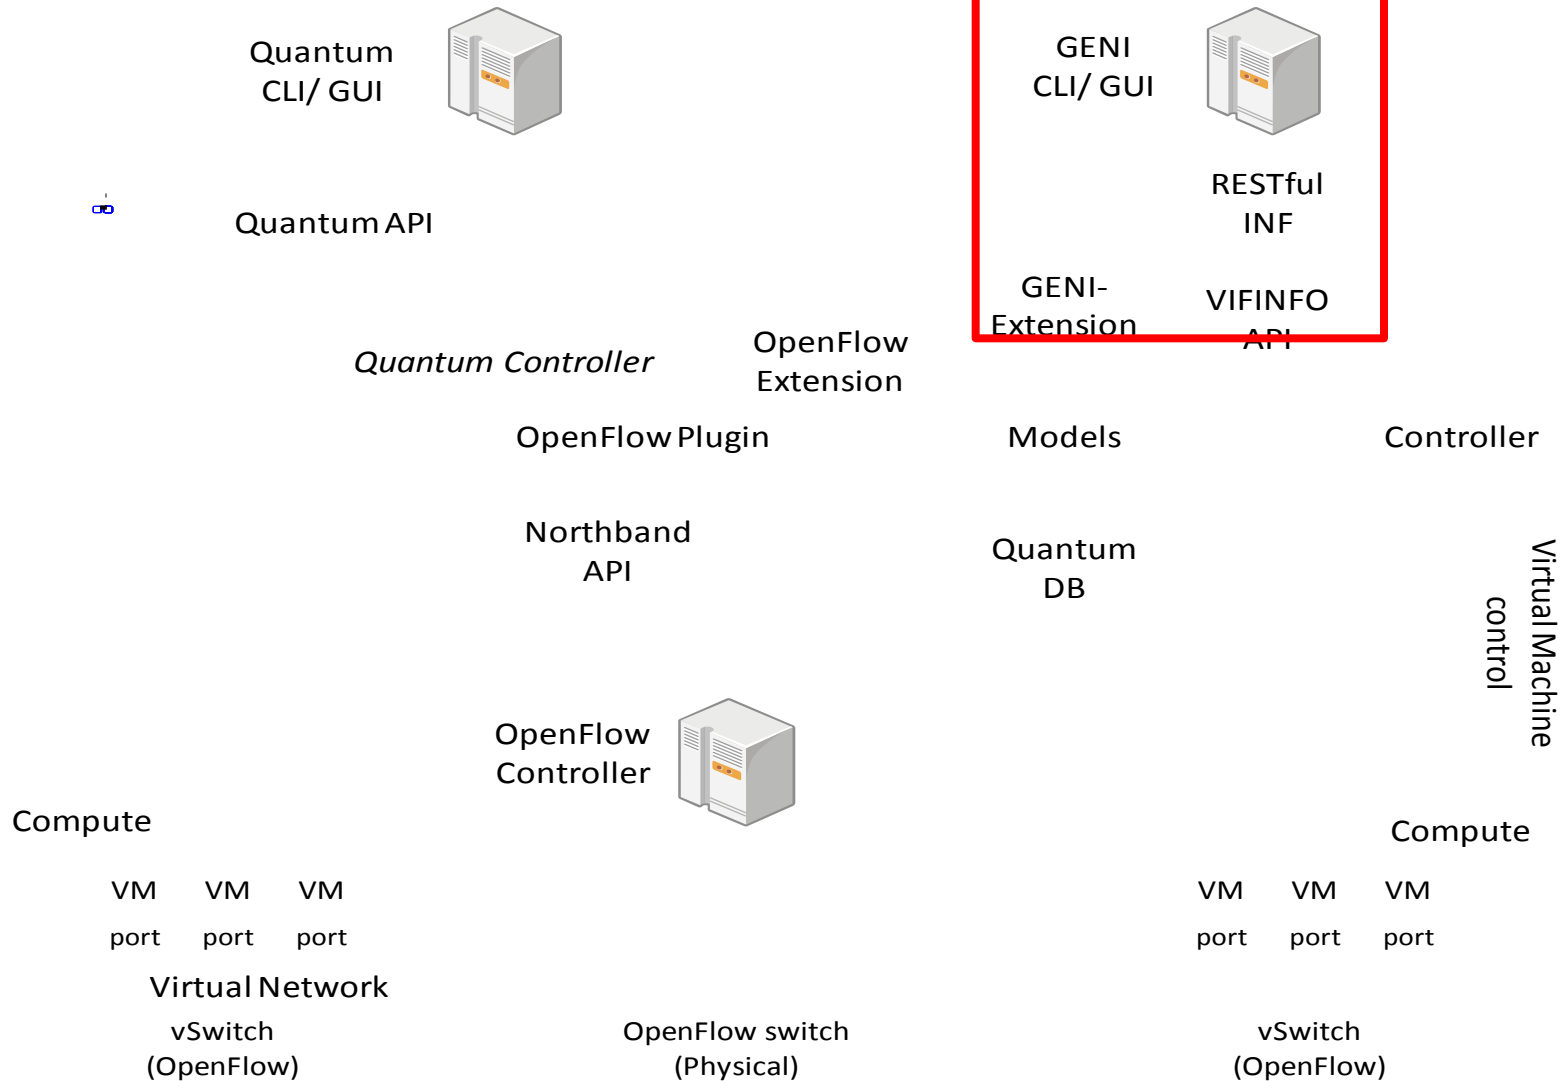 Quantum
CLI/ GUI
GENI
CLI/ GUI
RESTful
INF
Quantum API
GENI-
Extension
VIFINFO
API
Quantum Controller
OpenFlow
Extension
OpenFlow Plugin
Models
Controller
Northband
API
Quantum
DB
Virtual Machine
control
OpenFlow
Controller
Compute
Compute
VM VM VM
VM VM VM
port port port
port port port
Virtual Network
vSwitch
(OpenFlow)
OpenFlow switch
(Physical)
vSwitch
(OpenFlow)